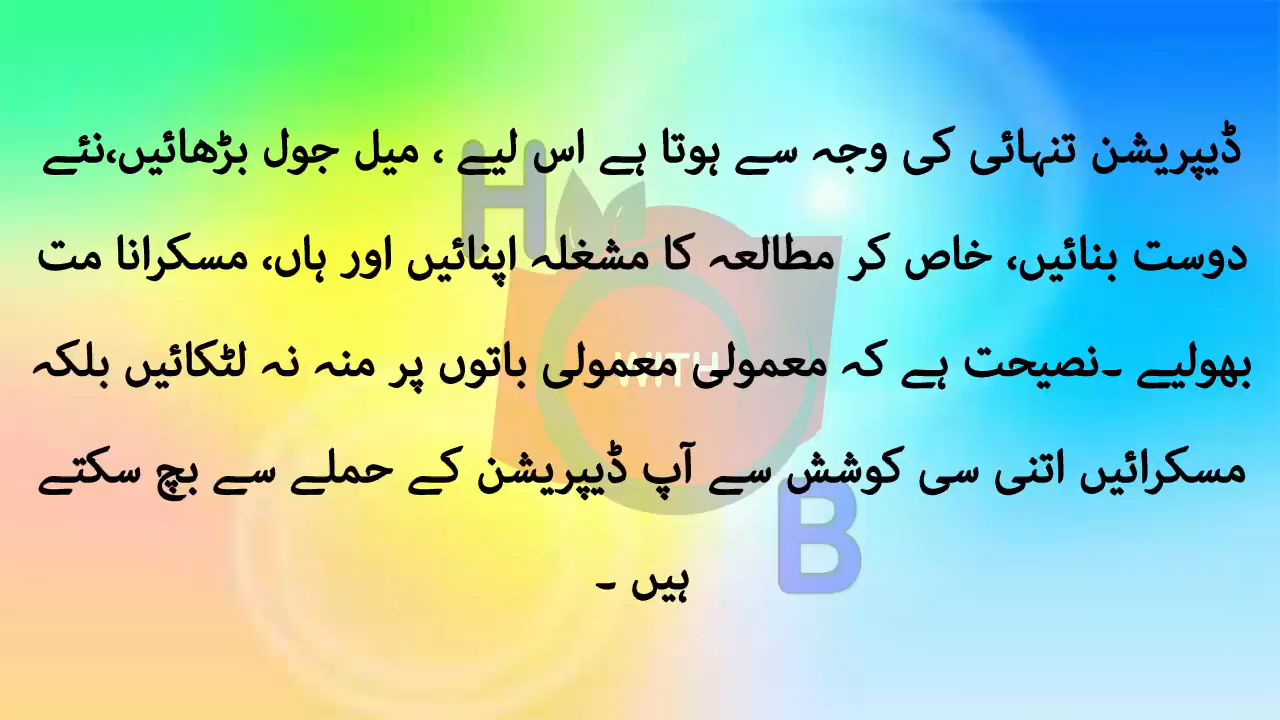 ڈیپریشن تنہائی کی وجہ سے ہوتا ہے اس لیے ، میل جول بڑھائیں،نئے
دوست بنائیں، خاص کر مطالعہ کا مشغلہ اپنائیں اور ہاں، مسکرانا مت
بھولیے ۔نصیحت ہے کہ معمولی معمولی باتوں پر منہ نہ لٹکائیں بلکہ
مسکرائیں اتنی سی کوشش سے آپ ڈیپریشن کے حملے سے بچ سکتے
ہیں ۔
H
WITH
B